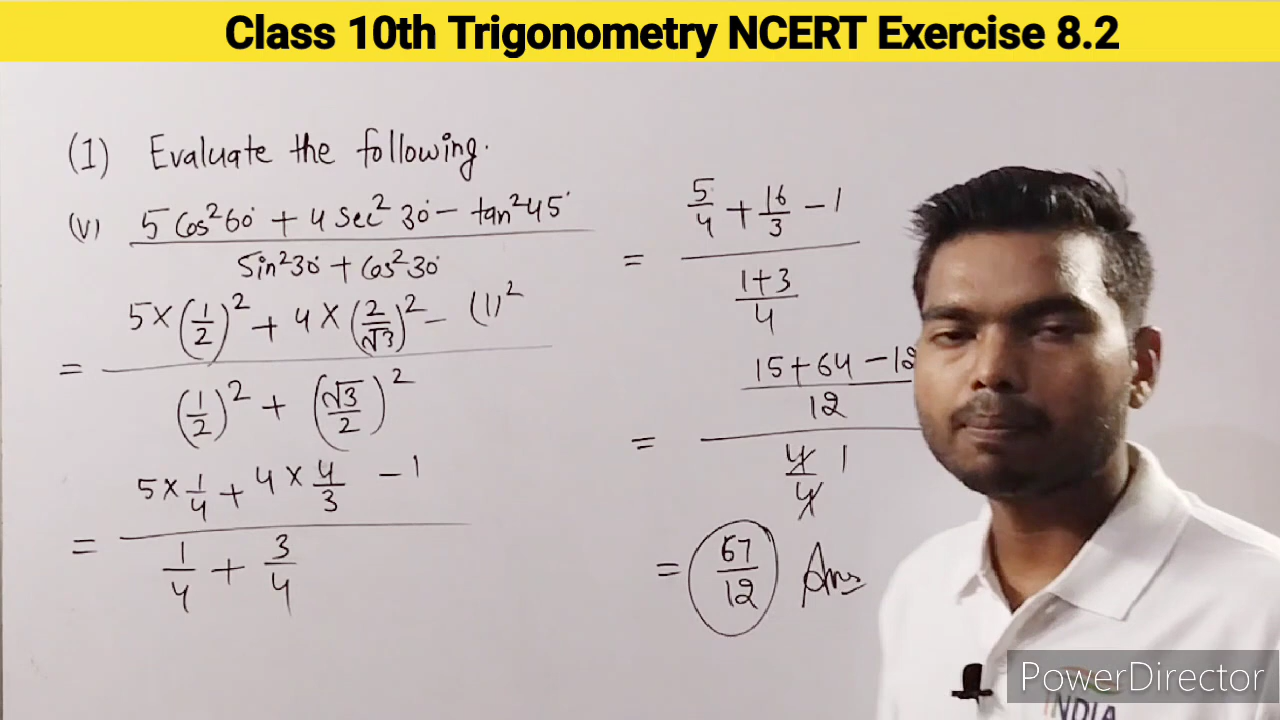 Class 10th Trigonometry NCERT Exercise 8.2
(1) Evaluate the following.
(v) (5 Cos²60° + 4 Sec²30° - tan²45°) / (Sin²30° + Cos²30°)
= (5×(1/2)² + 4×(2/√3)² - (1)²) / ((1/2)² + (√3/2)²)
= (5×1/4 + 4×4/3 - 1) / (1/4 + 3/4)
= (5/4 + 16/3 - 1) / ((1+3)/4)
= ((15+64-12)/12) / (4/4) 1
= 67/12 Ans
PowerDirector
INDIA